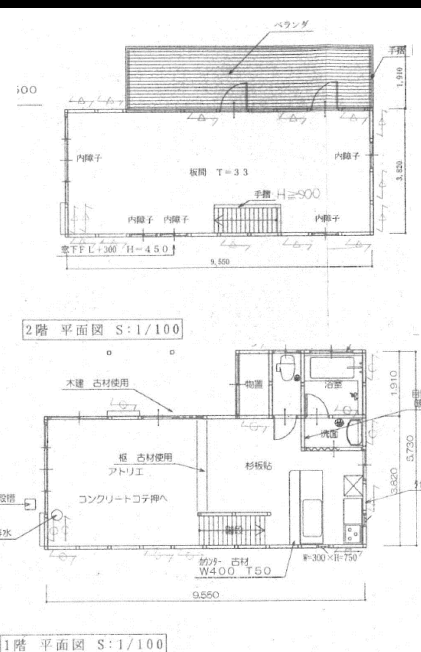 ベランダ
手摺
1,910
内障子
板間 T=33
内障子
3,820
手摺 H≧900
内障子 内障子
内障子
窓下FL+300/H=450
9,550
2階 平面図 S:1/100
木建 古材使用
物置
浴室
1,910
洗面
框 古材使用
アトリエ
杉板貼
5,730
コンクリートコテ押へ
3,820
階段
カウンター 古材
W400 T50
W=300×H=750
9,550
1階 平面図 S:1/100